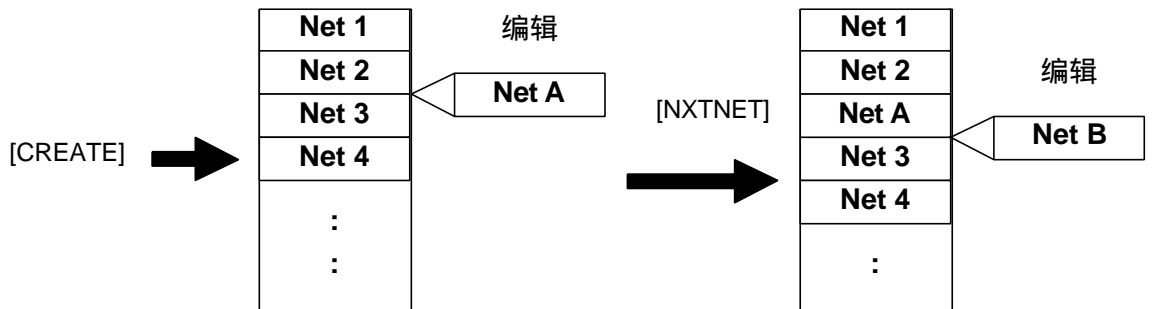 [CREATE]
Net 1
Net 2
Net 3
Net 4
:
:
编辑
Net A
[NXTNET]
Net 1
Net 2
Net A
Net 3
Net 4
:
编辑
Net B